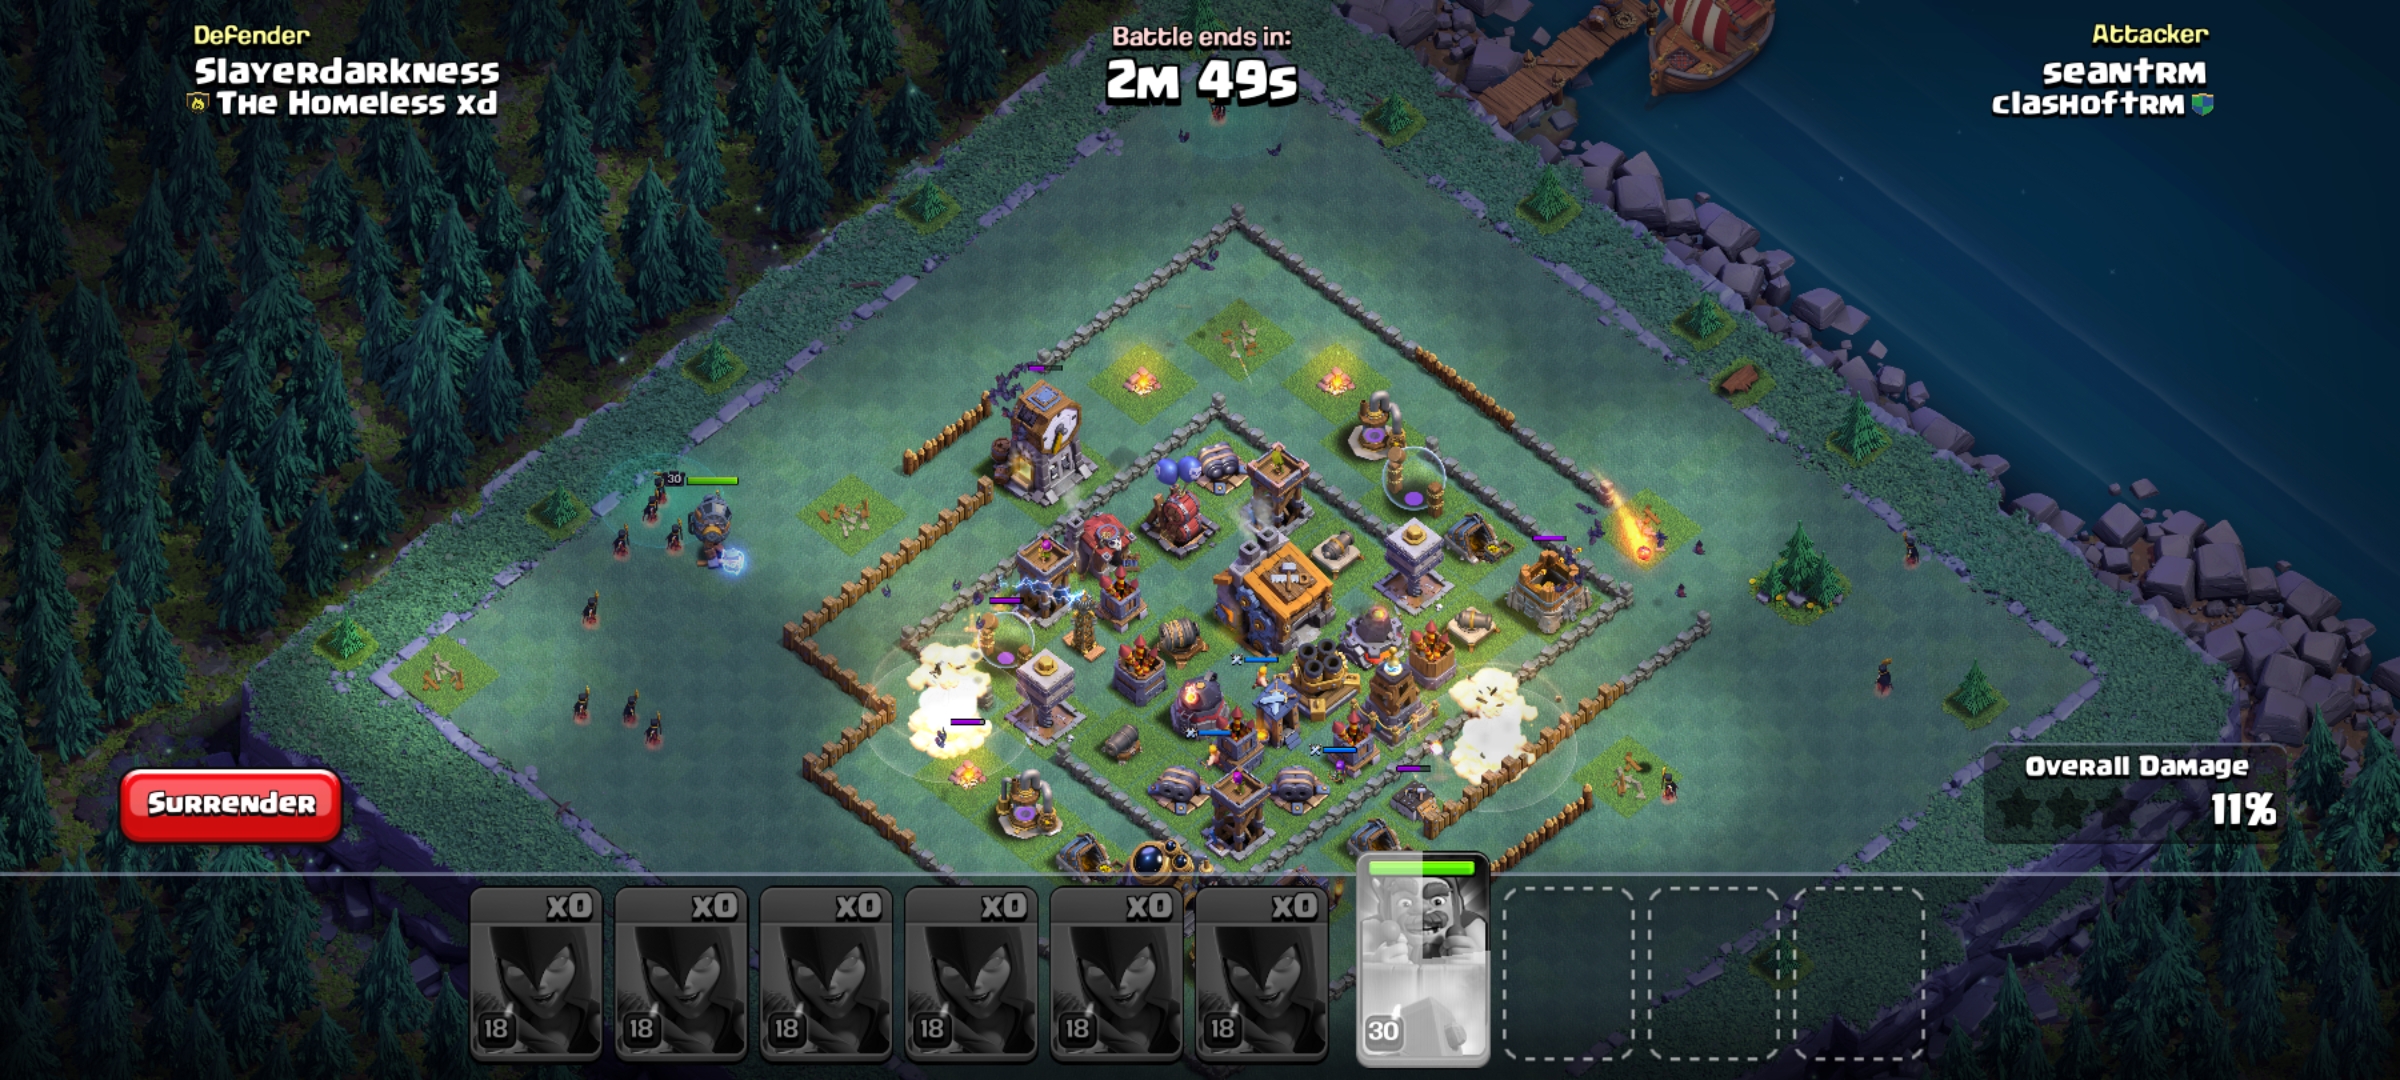 Defender
Slayerdarkness
The Homeless xd
Battle ends in:
2M 49s
Attacker
seantrm
clashoftrm
30
Surrender
Overall Damage
11%
x0
x0
x0
x0
x0
x0
18
18
18
18
18
18
30